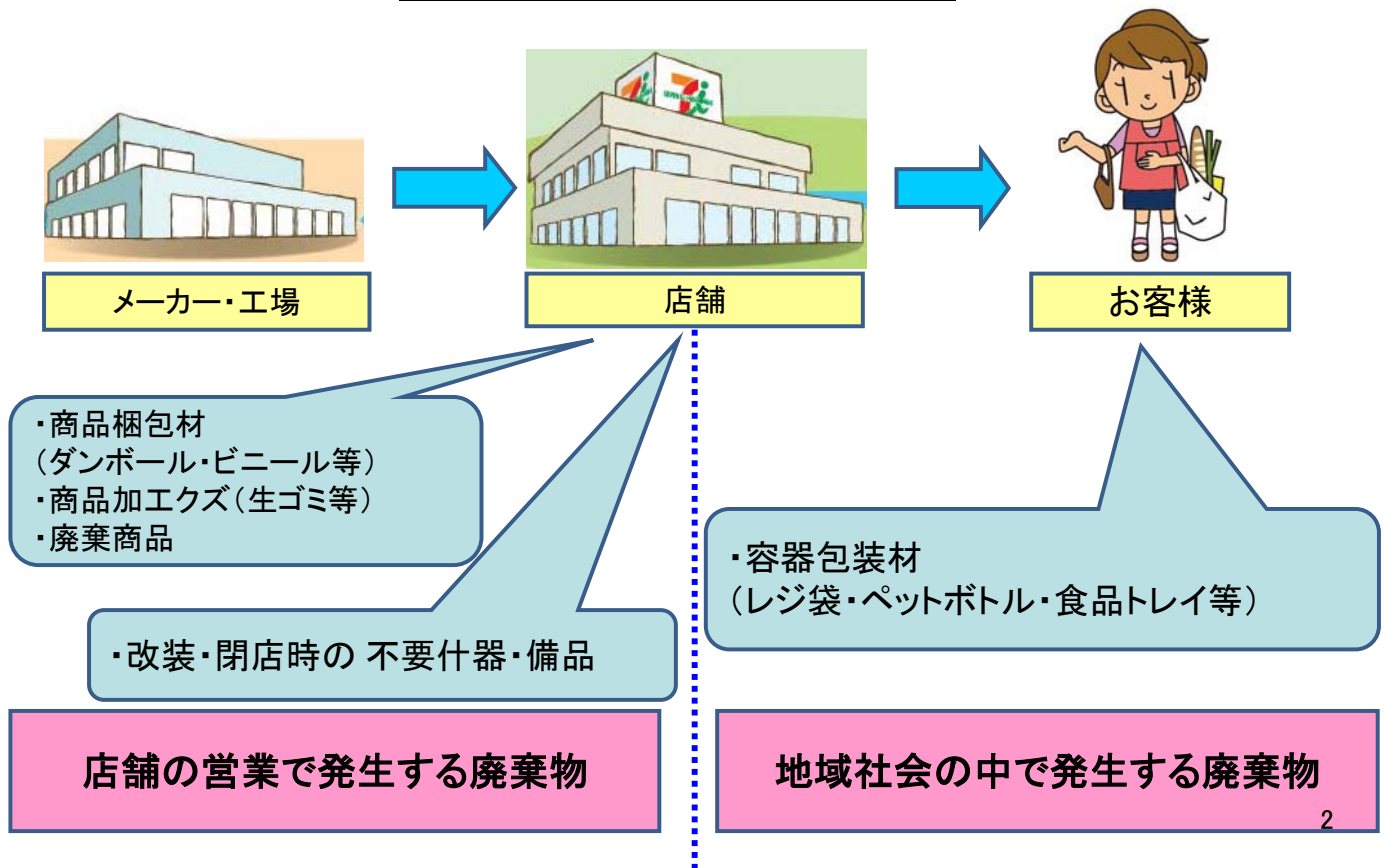 メーカー・工場
店舗
お客様
・商品梱包材
(ダンボール・ビニール等)
・商品加工クズ(生ゴミ等)
・廃棄商品
・改装・閉店時の 不要什器・備品
・容器包装材
(レジ袋・ペットボトル・食品トレイ等)
店舗の営業で発生する廃棄物
地域社会の中で発生する廃棄物
2